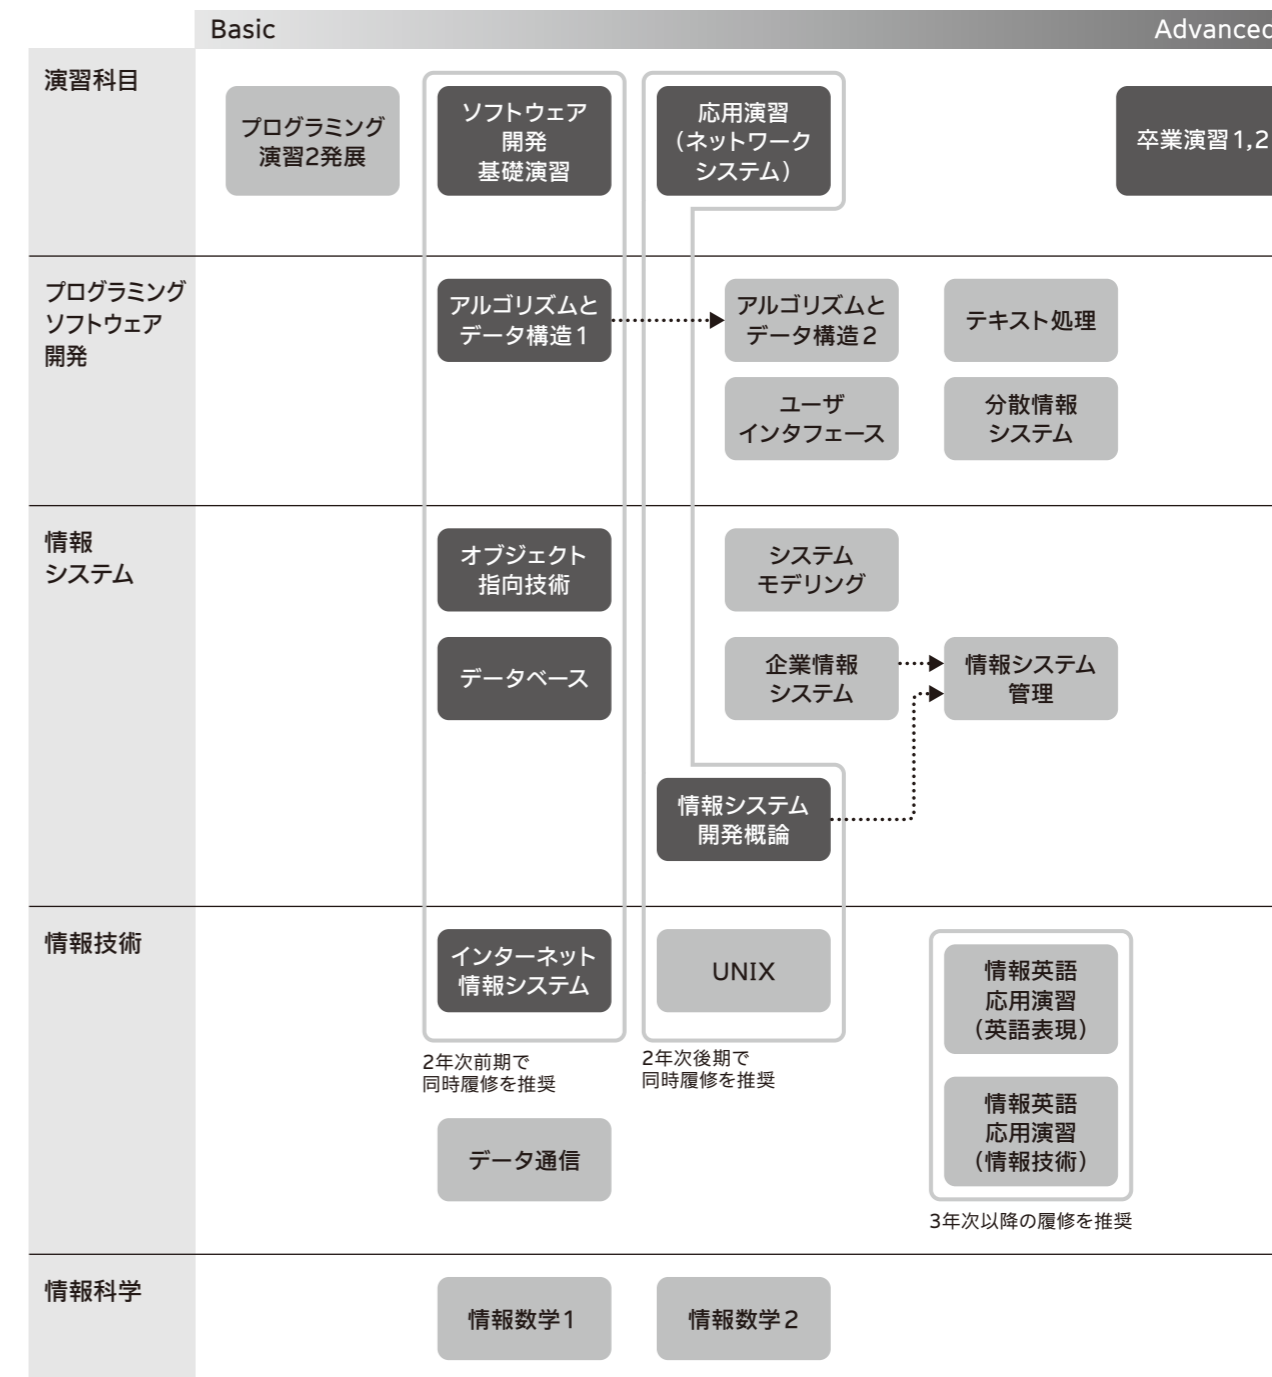 Basic
Advanced
演習科目
プログラミング
演習2発展
ソフトウェア
開発
基礎演習
応用演習
（ネットワーク
システム）
卒業演習1,2
プログラミング
ソフトウェア
開発
アルゴリズムと
データ構造1
アルゴリズムと
データ構造2
テキスト処理
ユーザ
インタフェース
分散情報
システム
情報
システム
オブジェクト
指向技術
システム
モデリング
データベース
企業情報
システム
情報システム
管理
情報システム
開発概論
情報技術
インターネット
情報システム
UNIX
情報英語
応用演習
（英語表現）
2年次前期で
同時履修を推奨
2年次後期で
同時履修を推奨
データ通信
情報英語
応用演習
（情報技術）
3年次以降の履修を推奨
情報科学
情報数学1
情報数学2